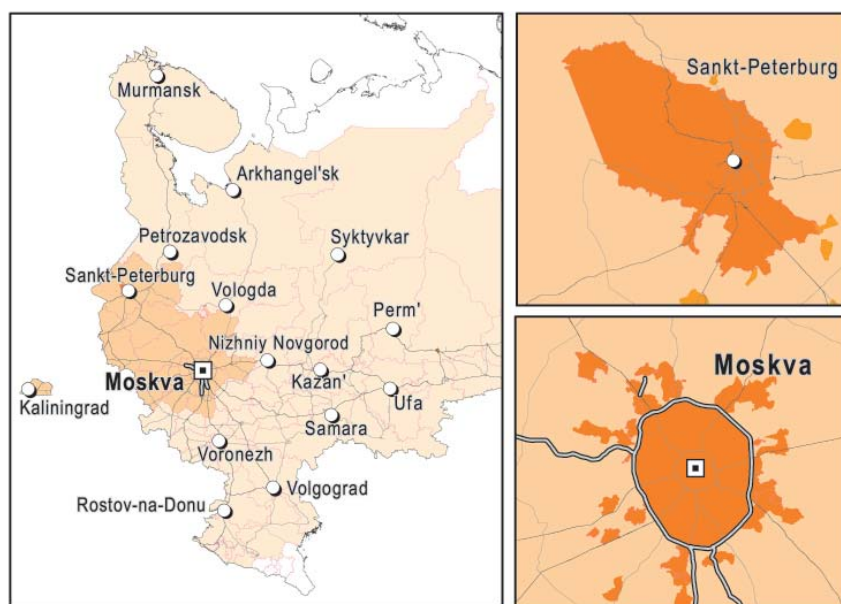 Murmansk
Arkhangel'sk
Petrozavodsk
Syktyvkar
Sankt-Peterburg
Vologda
Perm'
Nizhniy Novgorod
Moskva
Kazan'
Kaliningrad
Ufa
Samara
Voronezh
Volgograd
Rostov-na-Donu
Sankt-Peterburg
Moskva